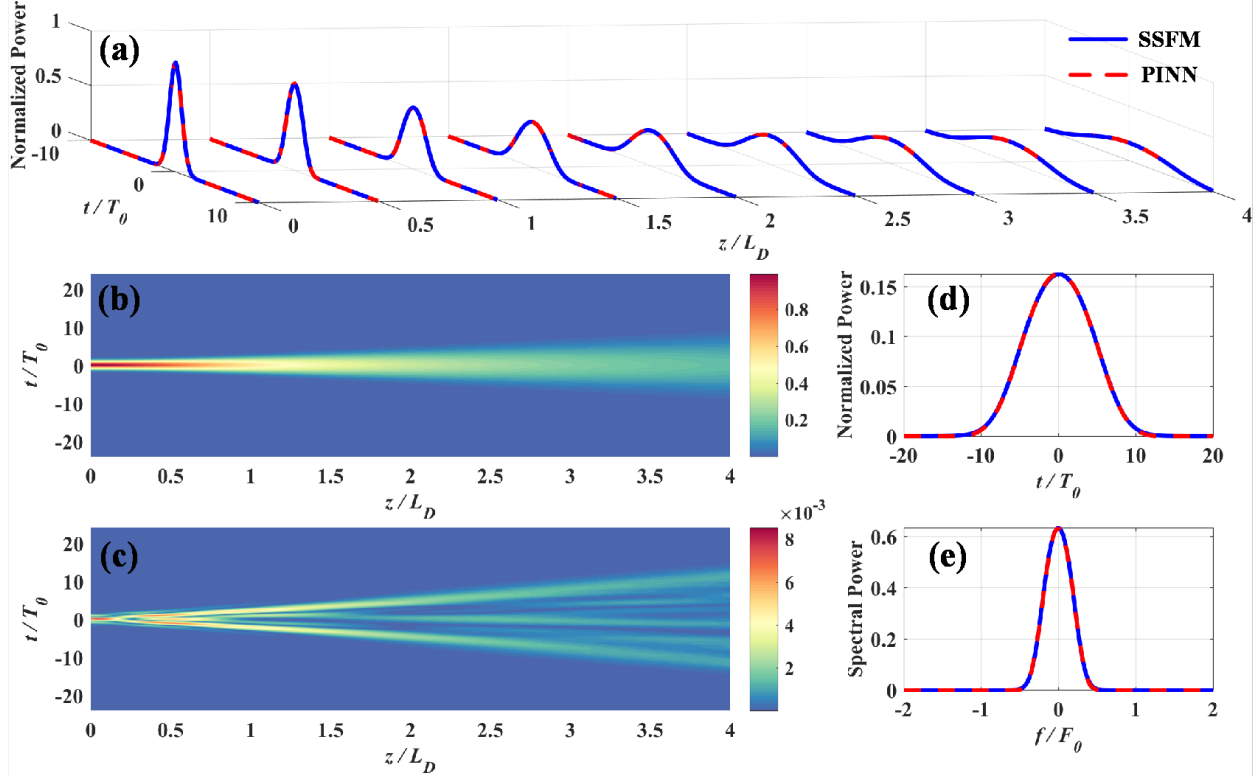 (a)
SSFM
PINN
Normalized Power
1
0.5
0
-10
0
10
t / T0
0
0.5
1
1.5
2
2.5
3
3.5
4
z / LD
(b)
t / T0
20
10
0
-10
-20
0 0.5 1 1.5 2 2.5 3 3.5 4
z / LD
0.8
0.6
0.4
0.2
(c)
t / T0
20
10
0
-10
-20
0 0.5 1 1.5 2 2.5 3 3.5 4
z / LD
×10-3
8
6
4
2
(d)
Normalized Power
0.15
0.1
0.05
0
-20 -10 0 10 20
t / T0
(e)
Spectral Power
0.6
0.4
0.2
0
-2 -1 0 1 2
f / F0